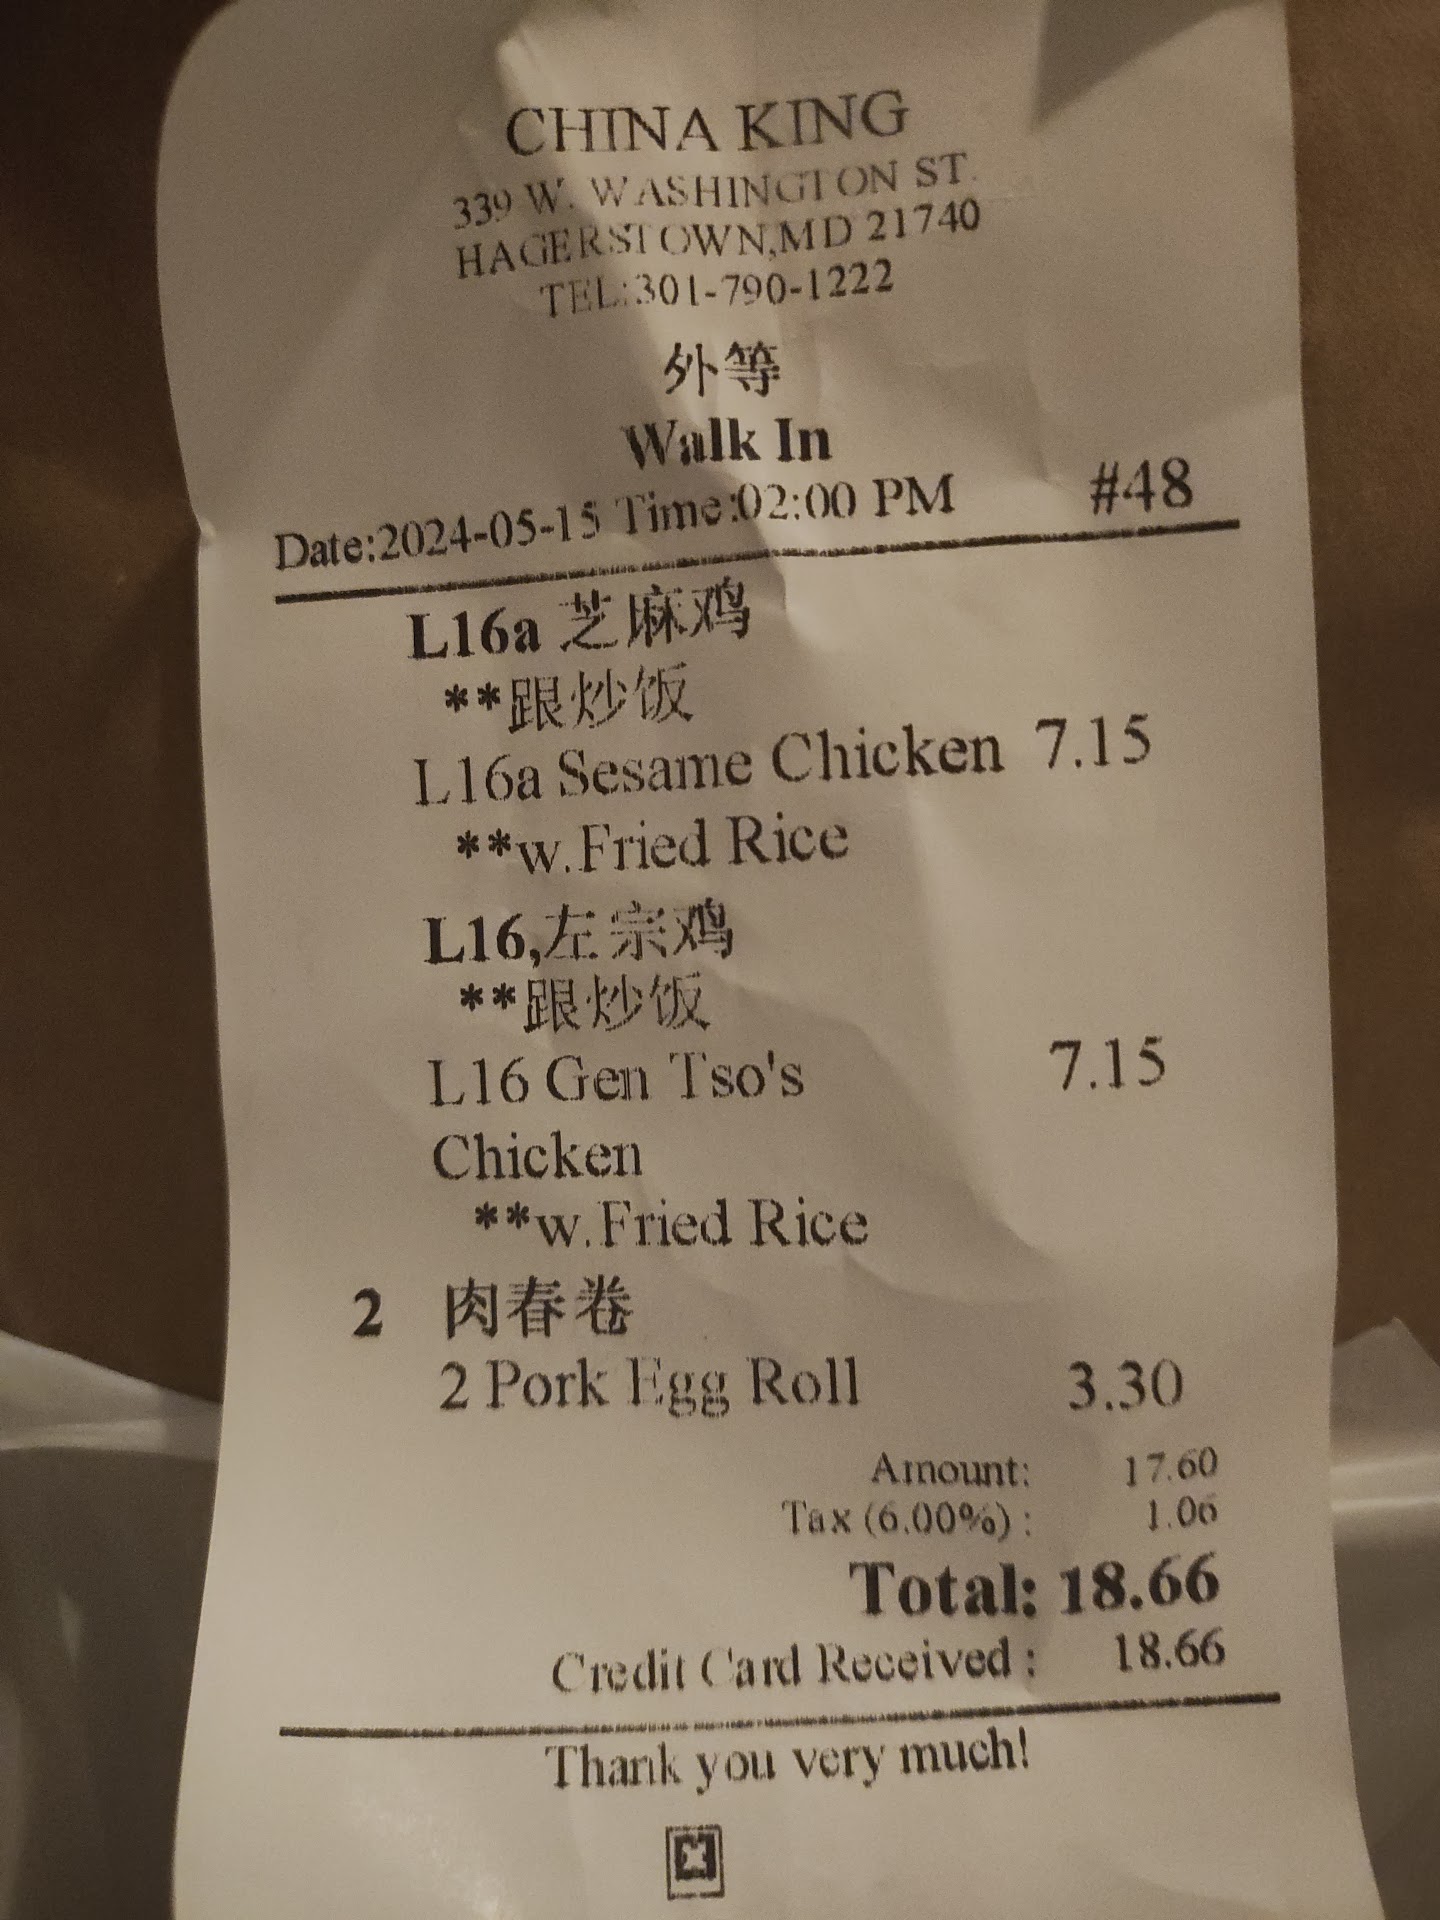 CHINA KING
339 W. WASHINGTON ST.
HAGERSTOWN,MD 21740
TEL:301-790-1222
外等
Walk In
Date:2024-05-15 Time:02:00 PM #48
L16a 芝麻鸡
**跟炒饭
L16a Sesame Chicken 7.15
**w.Fried Rice
L16,左宗鸡
**跟炒饭
L16 Gen Tso's 7.15
Chicken
**w.Fried Rice
2 肉春卷
2 Pork Egg Roll 3.30
Amount: 17.60
Tax (6.00%) : 1.06
Total: 18.66
Credit Card Received : 18.66
Thank you very much!